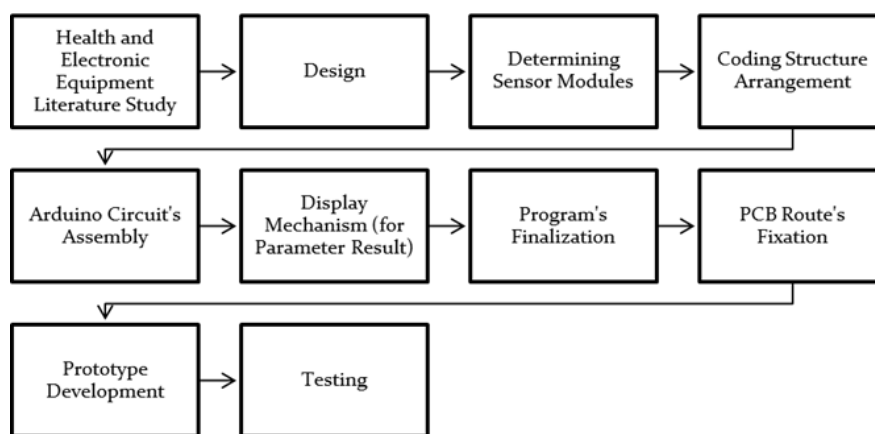 Health and
Electronic
Equipment
Literature Study
Design
Determining
Sensor Modules
Coding Structure
Arrangement
Arduino Circuit's
Assembly
Display
Mechanism (for
Parameter Result)
Program's
Finalization
PCB Route's
Fixation
Prototype
Development
Testing